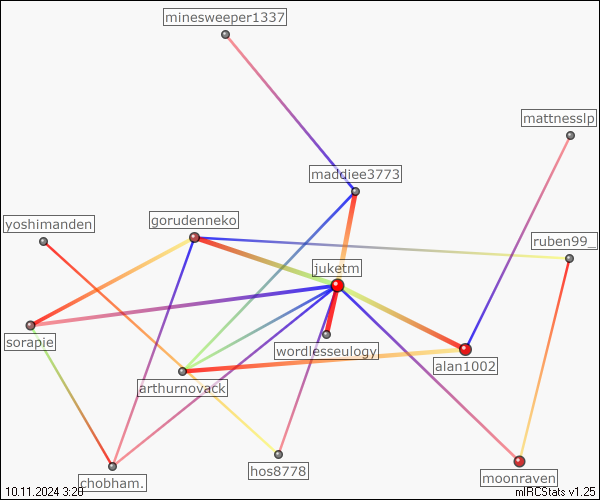 minesweeper1337
mattnesslp
maddiee3773
yoshimanden
gorudenneko
ruben99_
juketm
sorapie
wordlesseulogy
alan1002
arthurnovack
hos8778
chobham.
moonraven
10.11.2024 3:20
mIRCStats v1.25